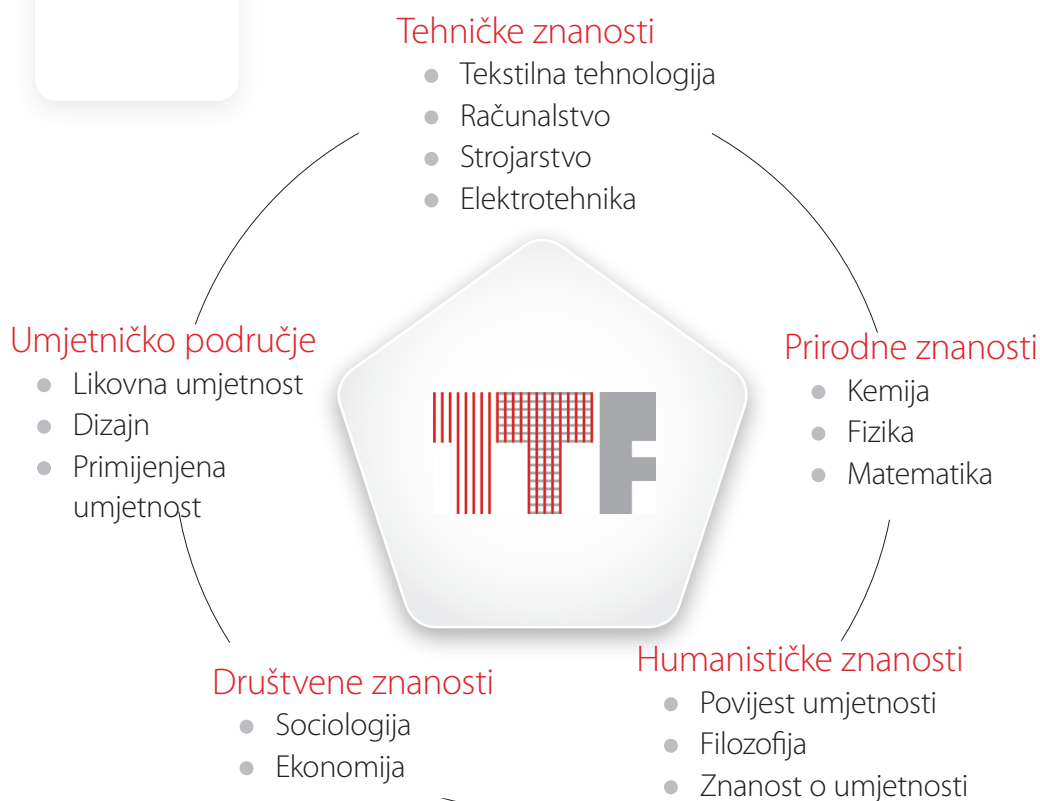 Tehničke znanosti
Tekstilna tehnologija
Računalstvo
Strojarstvo
Elektrotehnika
Umjetničko područje
Likovna umjetnost
Dizajn
Primijenjena
umjetnost
Prirodne znanosti
Kemija
Fizika
Matematika
TTF
Društvene znanosti
Sociologija
Ekonomija
Humanističke znanosti
Povijest umjetnosti
Filozofija
Znanost o umjetnosti